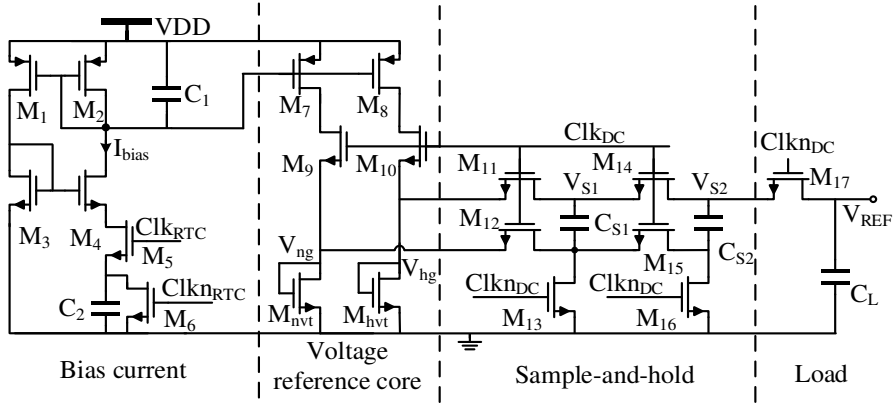 VDD
M1
M2
C1
Ibias
M3
M4
ClkRTC
M5
C2
ClknRTC
M6
M7
M8
M9
M10
Vng
Vhg
Mnvt
Mhvt
ClkDC
M11
M14
VS1
VS2
M12
CS1
M15
CS2
ClknDC
ClknDC
M13
M16
ClknDC
M17
VREF
CL
Bias current
Voltage
reference core
Sample-and-hold
Load